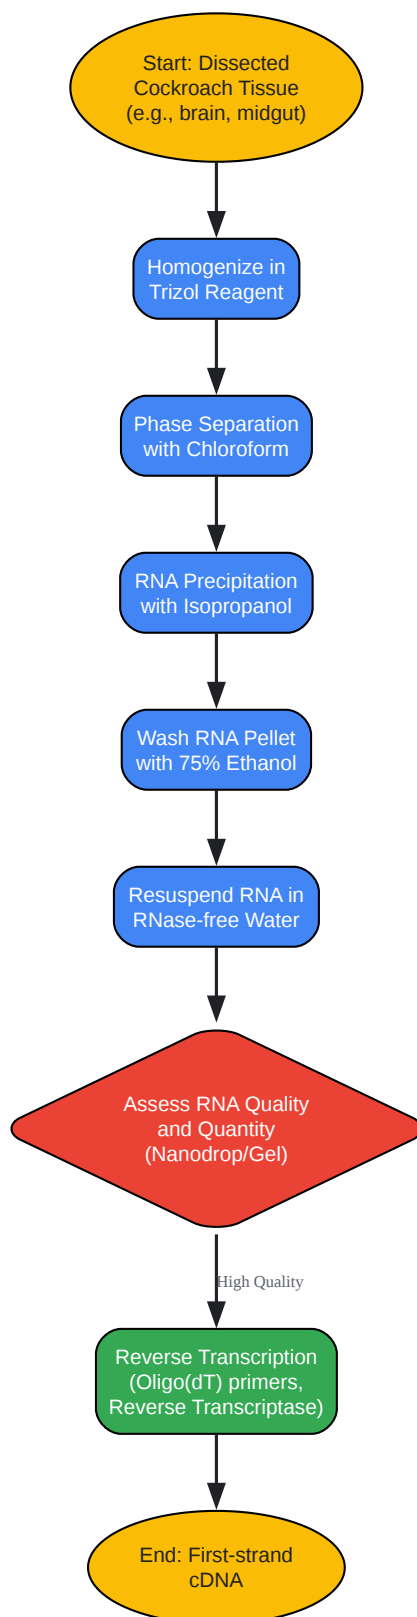 Start: Dissected
Cockroach Tissue
(e.g., brain, midgut)
Homogenize in
Trizol Reagent
Phase Separation
with Chloroform
RNA Precipitation
with Isopropanol
Wash RNA Pellet
with 75% Ethanol
Resuspend RNA in
RNase-free Water
Assess RNA Quality
and Quantity
(Nanodrop/Gel)
High Quality
Reverse Transcription
(Oligo(dT) primers,
Reverse Transcriptase)
End: First-strand
cDNA